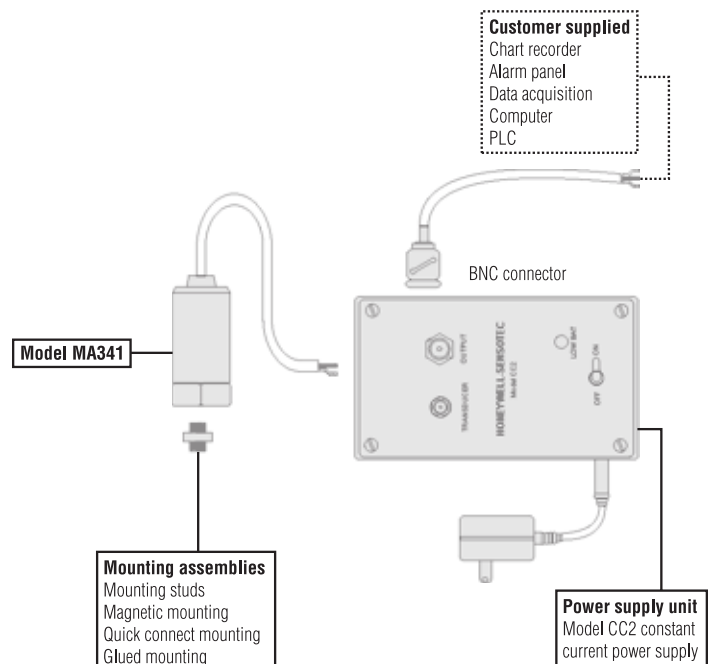 Customer supplied
Chart recorder
Alarm panel
Data acquisition
Computer
PLC
BNC connector
Model MA341
TRANSDUCER
OUTPUT
HONEYWELL-SENSOTEC
Model CC2
LOW BAT
OFF
ON
Mounting assemblies
Mounting studs
Magnetic mounting
Quick connect mounting
Glued mounting
Power supply unit
Model CC2 constant
current power supply